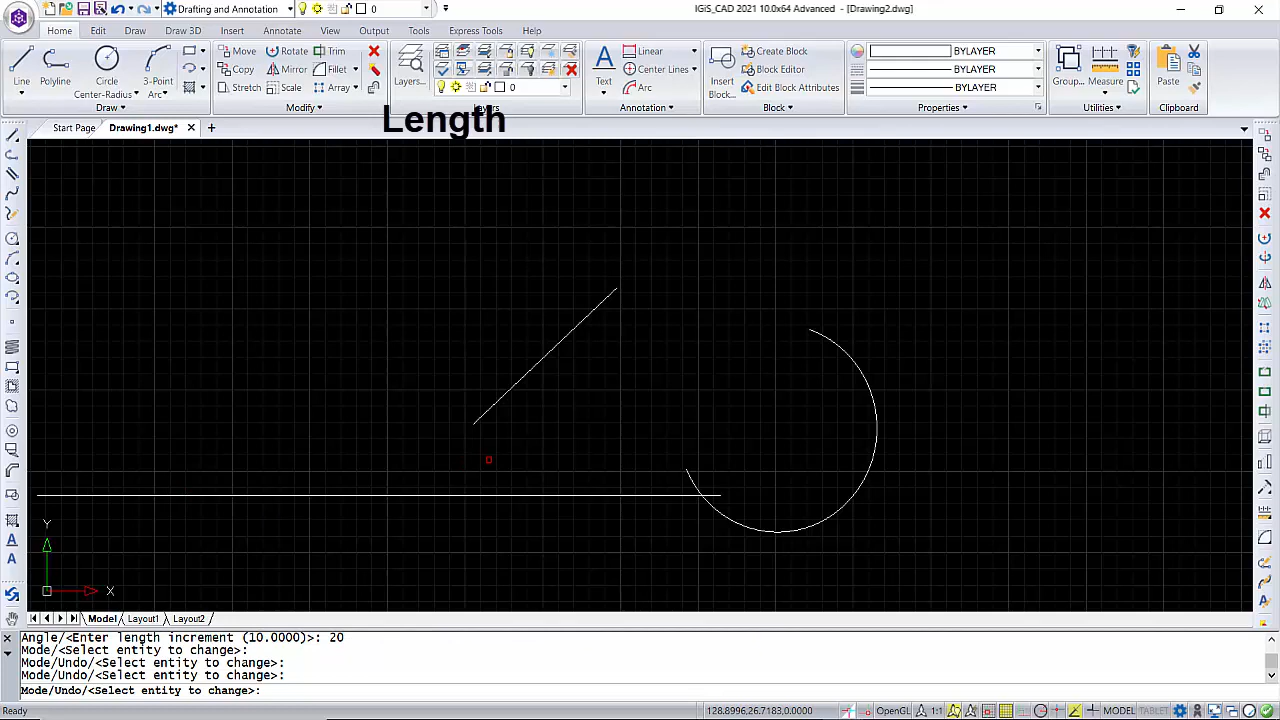 Drafting and Annotation
0
IGIS_CAD 2021 10.0x64 Advanced - [Drawing2.dwg]
Home Edit Draw Draw 3D Insert Annotate View Output Tools Express Tools Help
Line Polyline Circle Center-Radius 3-Point Arc
Move Rotate Trim
Copy Mirror Fillet
Stretch Scale Array
Layers...
0
Text
Linear
Center Lines
Arc
Insert Block...
Create Block
Block Editor
Edit Block Attributes
BYLAYER
BYLAYER
BYLAYER
Group... Measure Paste
Draw Modify Layers Annotation Block Properties Utilities Clipboard
Length
Start Page Drawing1.dwg*
Y
X
Model Layout1 Layout2
Angle/<Enter length increment (10.0000)>: 20
Mode/<Select entity to change>:
Mode/Undo/<Select entity to change>:
Mode/Undo/<Select entity to change>:
Mode/Undo/<Select entity to change>:
Ready 128.8996,26.7183,0.0000 OpenGL 1:1 MODEL TABLET